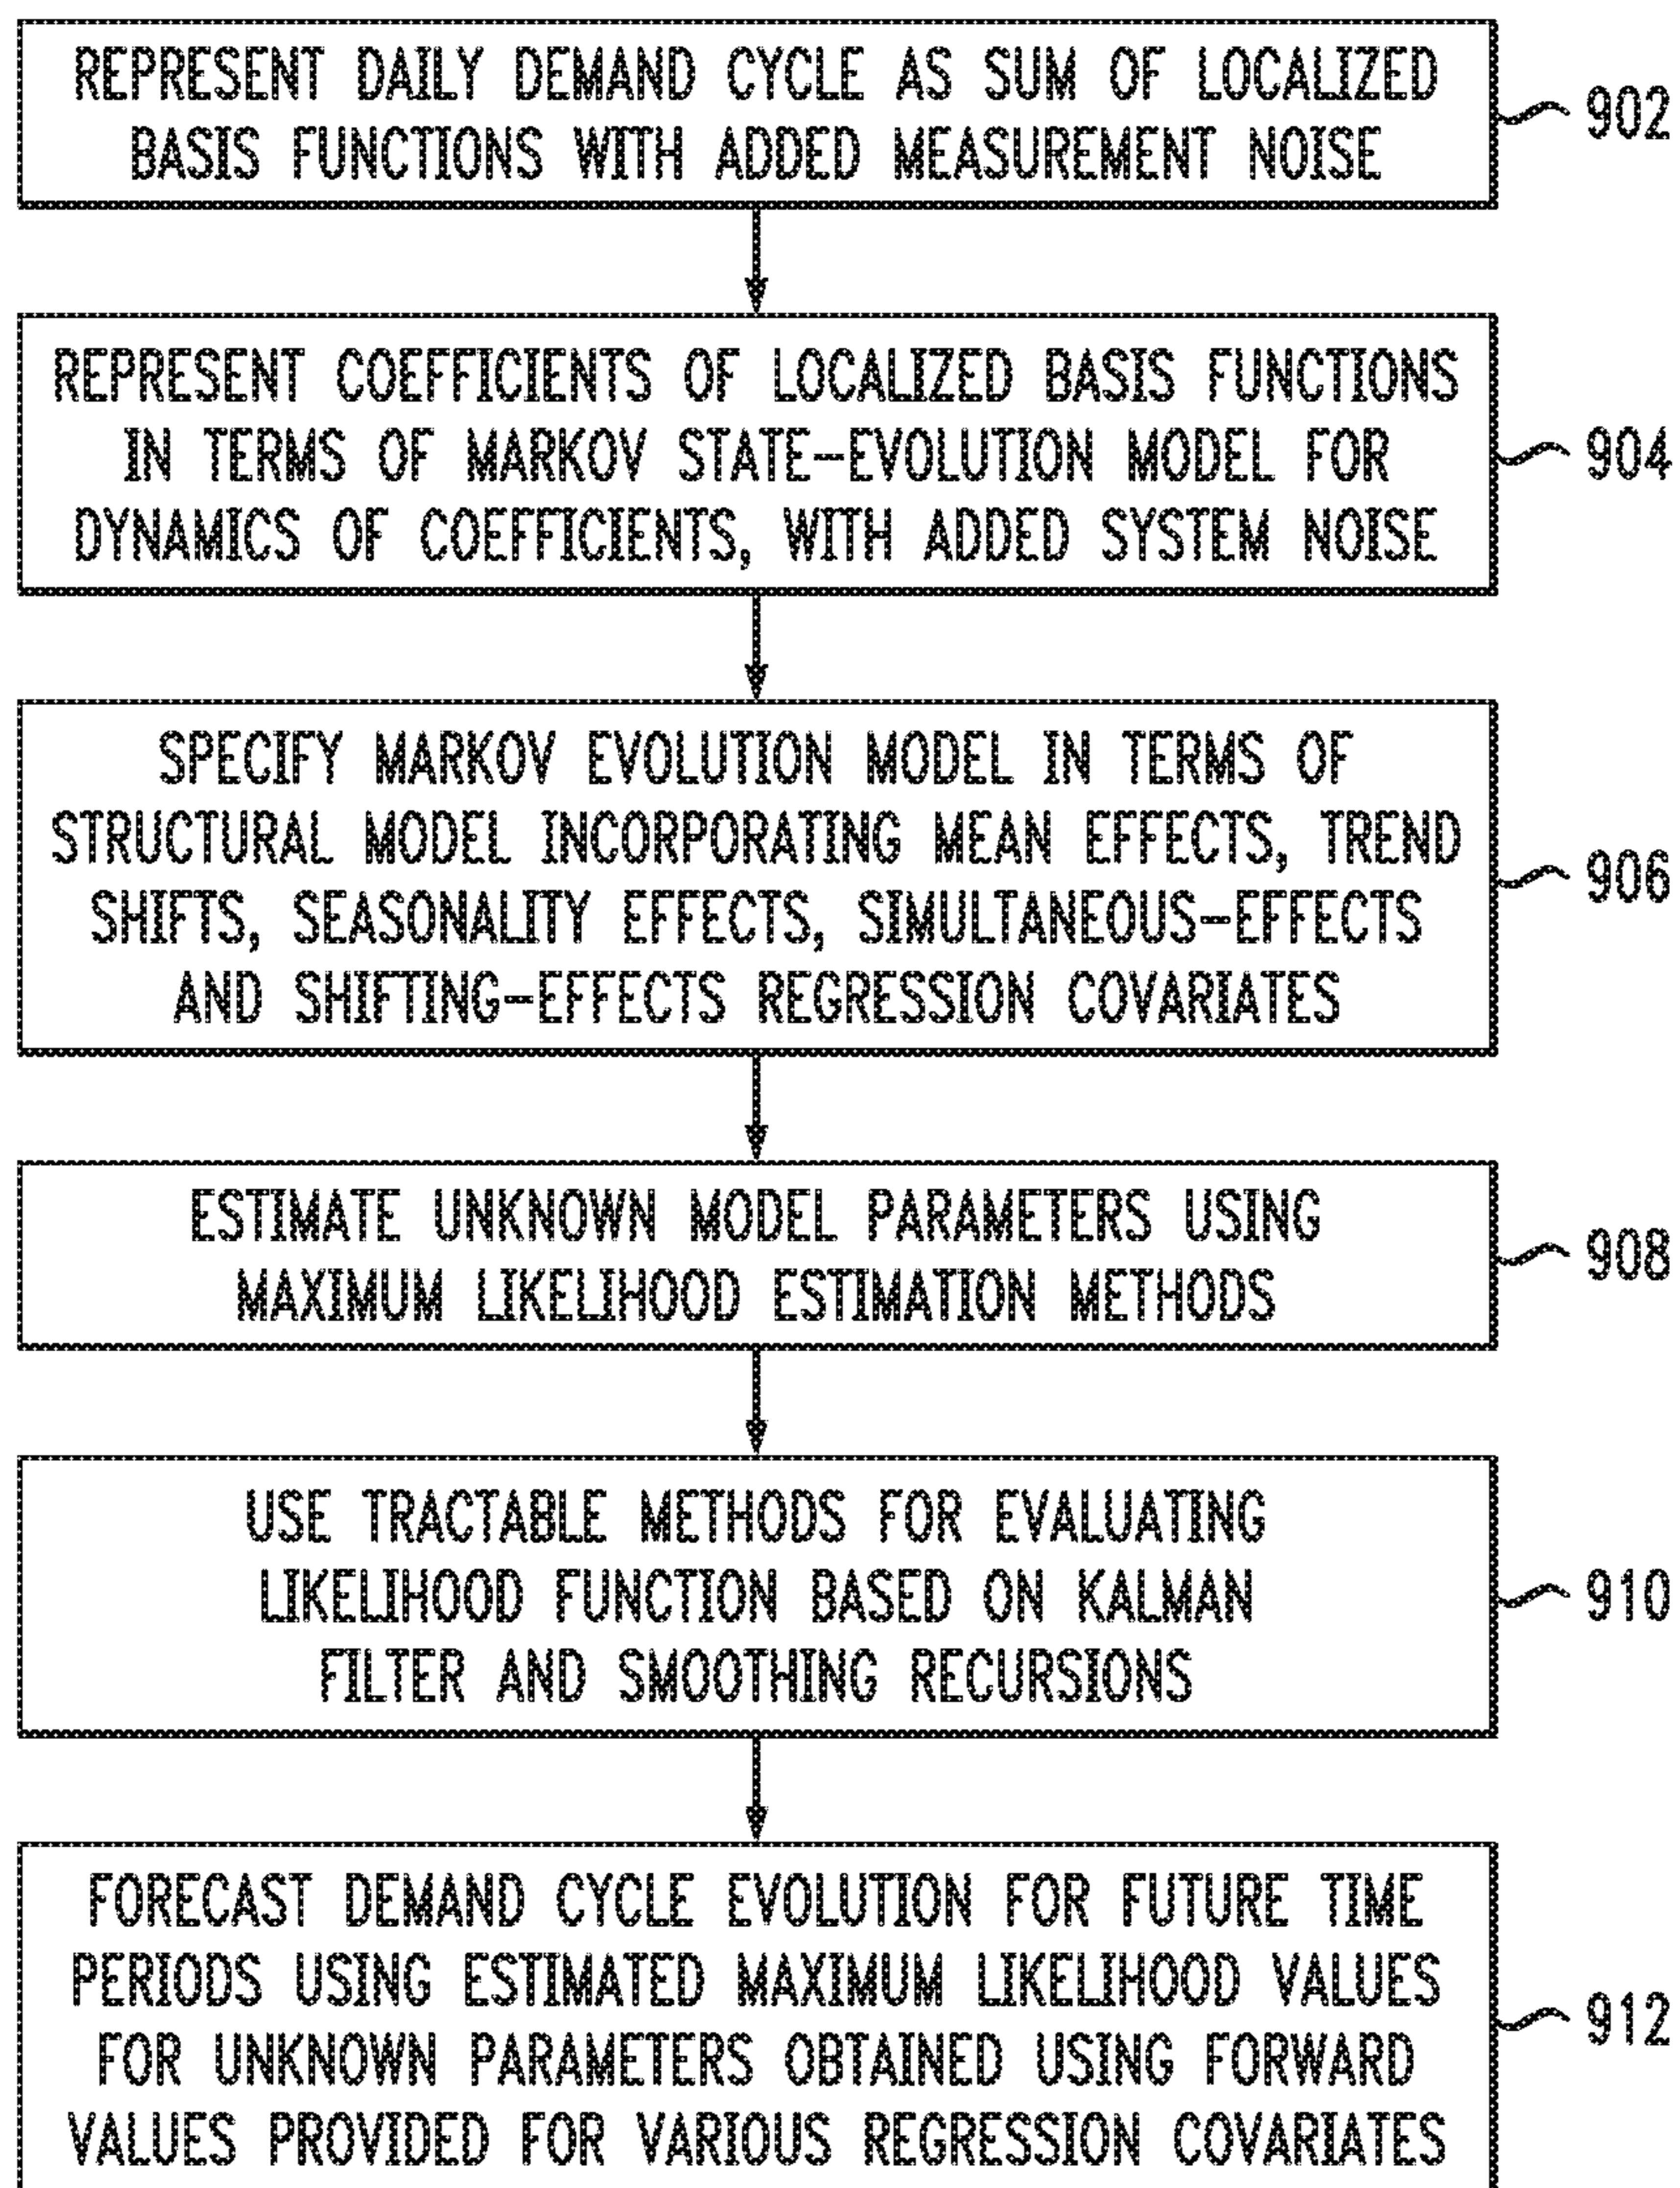 REPRESENT DAILY DEMAND CYCLE AS SUM OF LOCALIZED
BASIS FUNCTIONS WITH ADDED MEASUREMENT NOISE
902
REPRESENT COEFFICIENTS OF LOCALIZED BASIS FUNCTIONS
IN TERMS OF MARKOV STATE-EVOLUTION MODEL FOR
DYNAMICS OF COEFFICIENTS, WITH ADDED SYSTEM NOISE
904
SPECIFY MARKOV EVOLUTION MODEL IN TERMS OF
STRUCTURAL MODEL INCORPORATING MEAN EFFECTS, TREND
SHIFTS, SEASONALITY EFFECTS, SIMULTANEOUS-EFFECTS
AND SHIFTING-EFFECTS REGRESSION COVARIATES
906
ESTIMATE UNKNOWN MODEL PARAMETERS USING
MAXIMUM LIKELIHOOD ESTIMATION METHODS
908
USE TRACTABLE METHODS FOR EVALUATING
LIKELIHOOD FUNCTION BASED ON KALMAN
FILTER AND SMOOTHING RECURSIONS
910
FORECAST DEMAND CYCLE EVOLUTION FOR FUTURE TIME
PERIODS USING ESTIMATED MAXIMUM LIKELIHOOD VALUES
FOR UNKNOWN PARAMETERS OBTAINED USING FORWARD
VALUES PROVIDED FOR VARIOUS REGRESSION COVARIATES
912